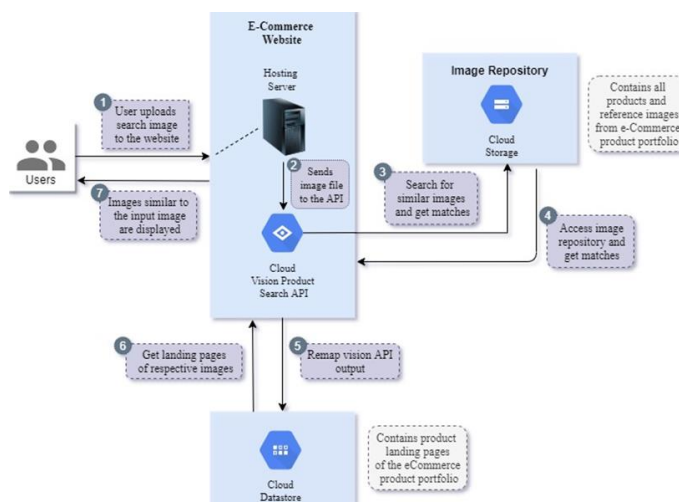 E-Commerce
Website
Hosting
Server
Image Repository
Cloud
Storage
Contains all
products and
reference images
from e-Commerce
product portfolio
1
User uploads
search image
to the website
Users
2
Sends
image file
to the API
3
Search for
similar images
and get matches
4
Access image
repository and
get matches
7
Images similar to
the input image
are displayed
Cloud
Vision Product
Search API
6
Get landing pages
of respective images
5
Remap vision API
output
Cloud
Datastore
Contains product
landing pages
of the eCommerce
product portfolio